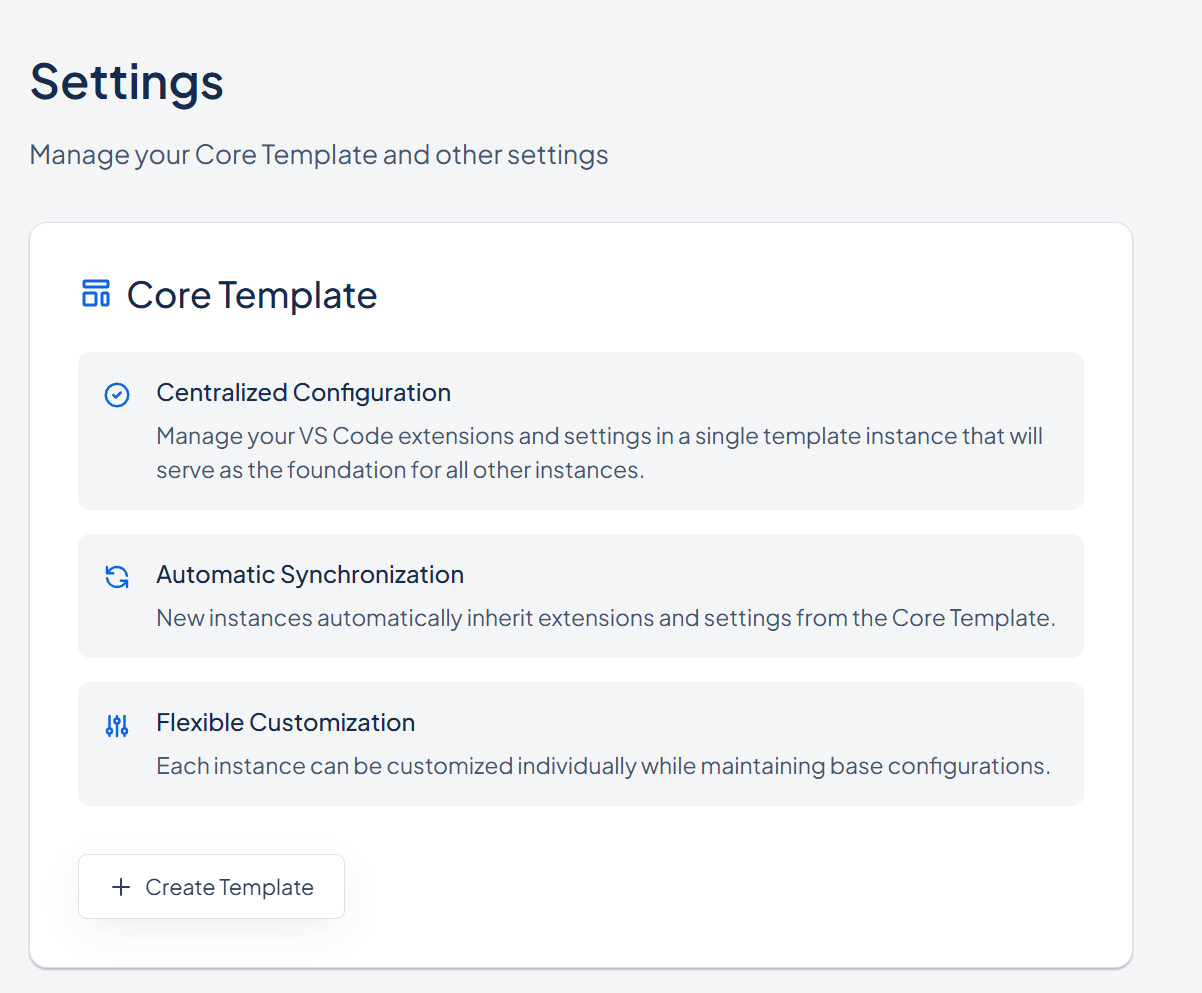 Settings
Manage your Core Template and other settings
Core Template
Centralized Configuration
Manage your VS Code extensions and settings in a single template instance that will
serve as the foundation for all other instances.
Automatic Synchronization
New instances automatically inherit extensions and settings from the Core Template.
Flexible Customization
Each instance can be customized individually while maintaining base configurations.
Create Template